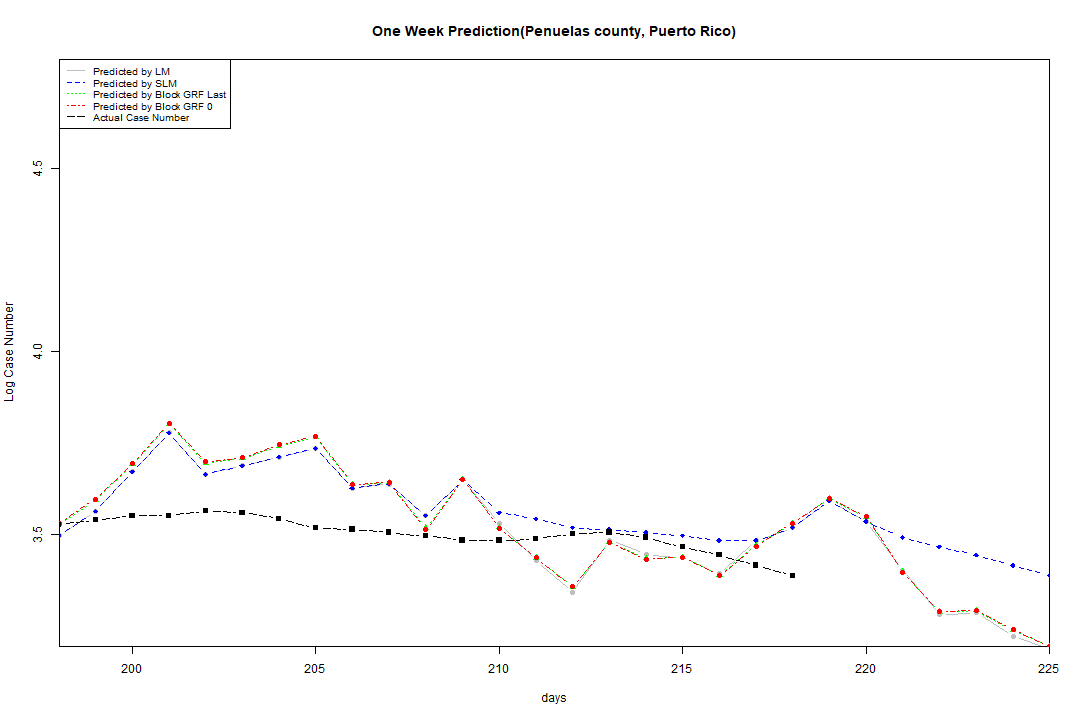 One Week Prediction(Penuelas county, Puerto Rico)
Predicted by LM
Predicted by SLM
Predicted by Block GRF Last
Predicted by Block GRF 0
Actual Case Number
4.5
4.0
3.5
Log Case Number
200
205
210
215
220
225
days